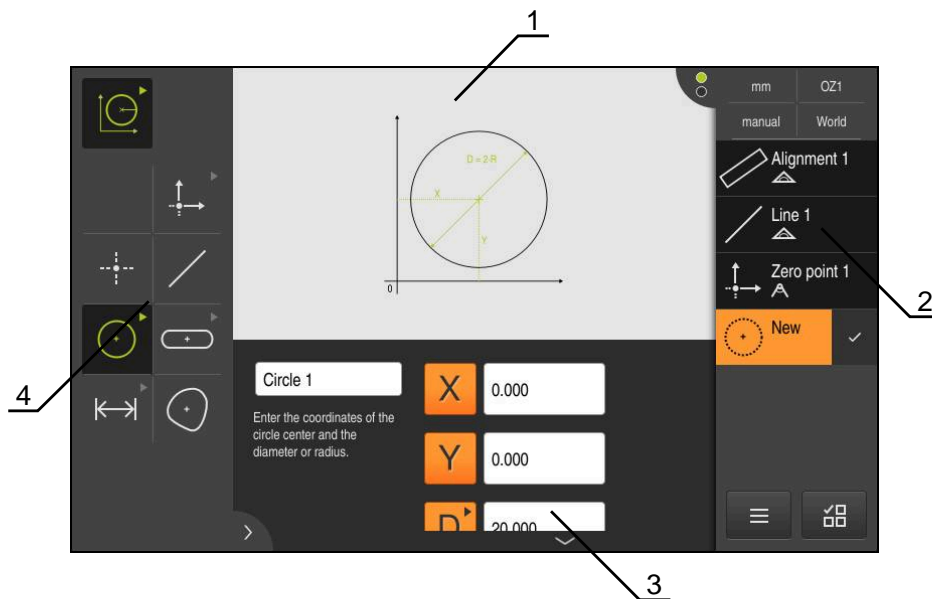 1
mm
OZ1
manual
World
D = 2·R
X
Y
0
Alignment 1
Line 1
2
Zero point 1
New
4
Circle 1
Enter the coordinates of the
circle center and the
diameter or radius.
X
0.000
Y
0.000
D
20.000
3